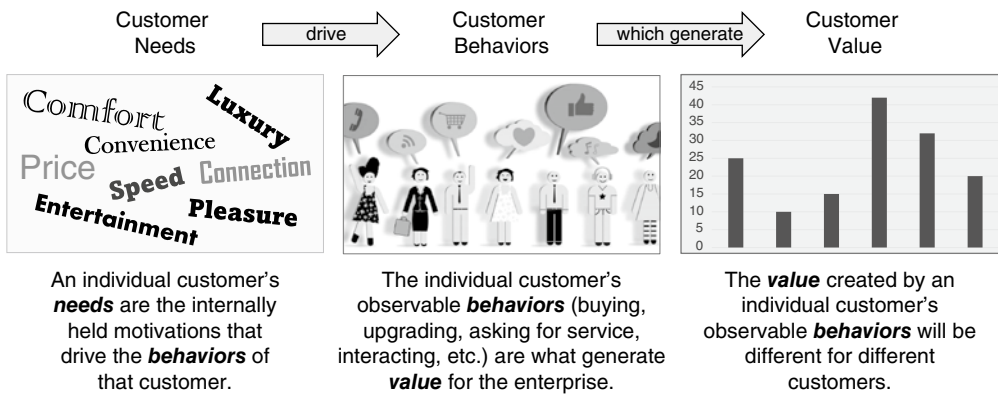 Customer
Needs
drive
Customer
Behaviors
which generate
Customer
Value
Comfort
Luxury
Convenience
Price
Speed
Connection
Entertainment
Pleasure
45
40
35
30
25
20
15
10
5
0
An individual customer's
needs are the internally
held motivations that
drive the behaviors of
that customer.
The individual customer's
observable behaviors (buying,
upgrading, asking for service,
interacting, etc.) are what generate
value for the enterprise.
The value created by an
individual customer's
observable behaviors will be
different for different
customers.